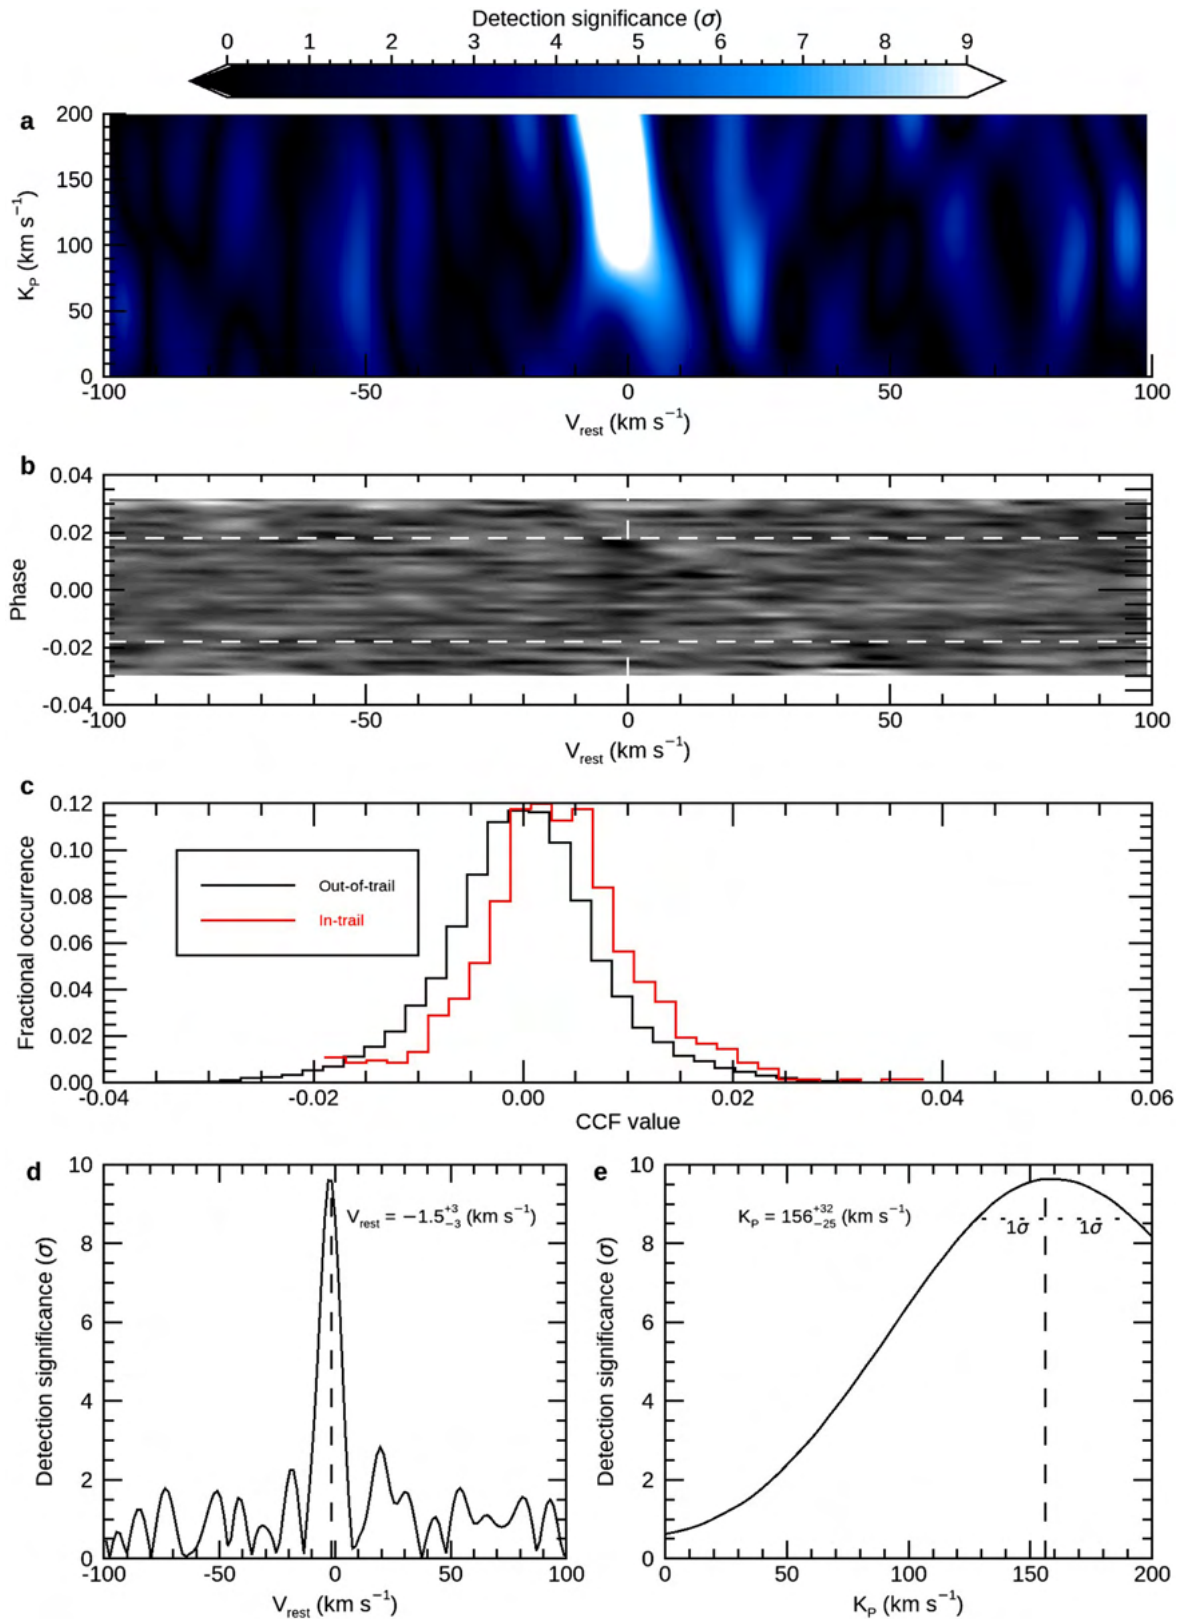 Detection significance (σ)
0 1 2 3 4 5 6 7 8 9
a
200
150
100
50
0
K_P (km s⁻¹)
-100 -50 0 50 100
V_rest (km s⁻¹)
b
0.04
0.02
0.00
-0.02
-0.04
Phase
-100 -50 0 50 100
V_rest (km s⁻¹)
c
0.12
0.10
0.08
0.06
0.04
0.02
0.00
Fractional occurrence
Out-of-trail
In-trail
-0.04 -0.02 0.00 0.02 0.04 0.06
CCF value
d
10
8
6
4
2
0
Detection significance (σ)
V_rest = −1.5⁺³₋₃ (km s⁻¹)
-100 -50 0 50 100
V_rest (km s⁻¹)
e
10
8
6
4
2
0
Detection significance (σ)
K_P = 156⁺³²₋₂₅ (km s⁻¹)
1σ 1σ
0 50 100 150 200
K_P (km s⁻¹)